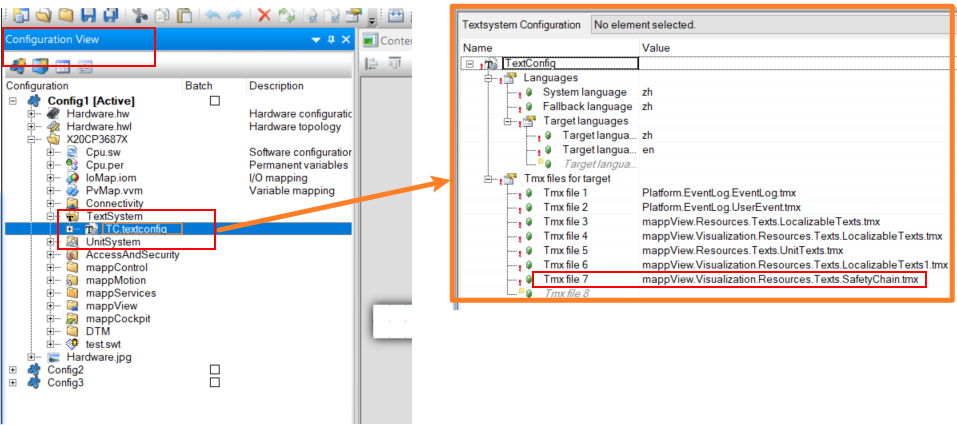 Configuration View
Conter
Configuration Batch Description
Config1 [Active]
Hardware.hw Hardware configuratic
Hardware.hwl Hardware topology
X20CP3687X
Cpu.sw Software configuration
Cpu.per Permanent variables
IoMap.iom I/O mapping
PvMap.vvm Variable mapping
Connectivity
TextSystem
TC.textconfig
UnitSystem
AccessAndSecurity
mappControl
mappMotion
mappServices
mappView
mappCockpit
DTM
test.swt
Hardware.jpg
Config2
Config3
Textsystem Configuration No element selected.
Name Value
TextConfig
Languages
System language zh
Fallback language zh
Target languages
Target langua... zh
Target langua... en
Target langua...
Tmx files for target
Tmx file 1 Platform.EventLog.EventLog.tmx
Tmx file 2 Platform.EventLog.UserEvent.tmx
Tmx file 3 mappView.Resources.Texts.LocalizableTexts.tmx
Tmx file 4 mappView.Visualization.Resources.Texts.LocalizableTexts.tmx
Tmx file 5 mappView.Resources.Texts.UnitTexts.tmx
Tmx file 6 mappView.Visualization.Resources.Texts.LocalizableTexts1.tmx
Tmx file 7 mappView.Visualization.Resources.Texts.SafetyChain.tmx
Tmx file 8